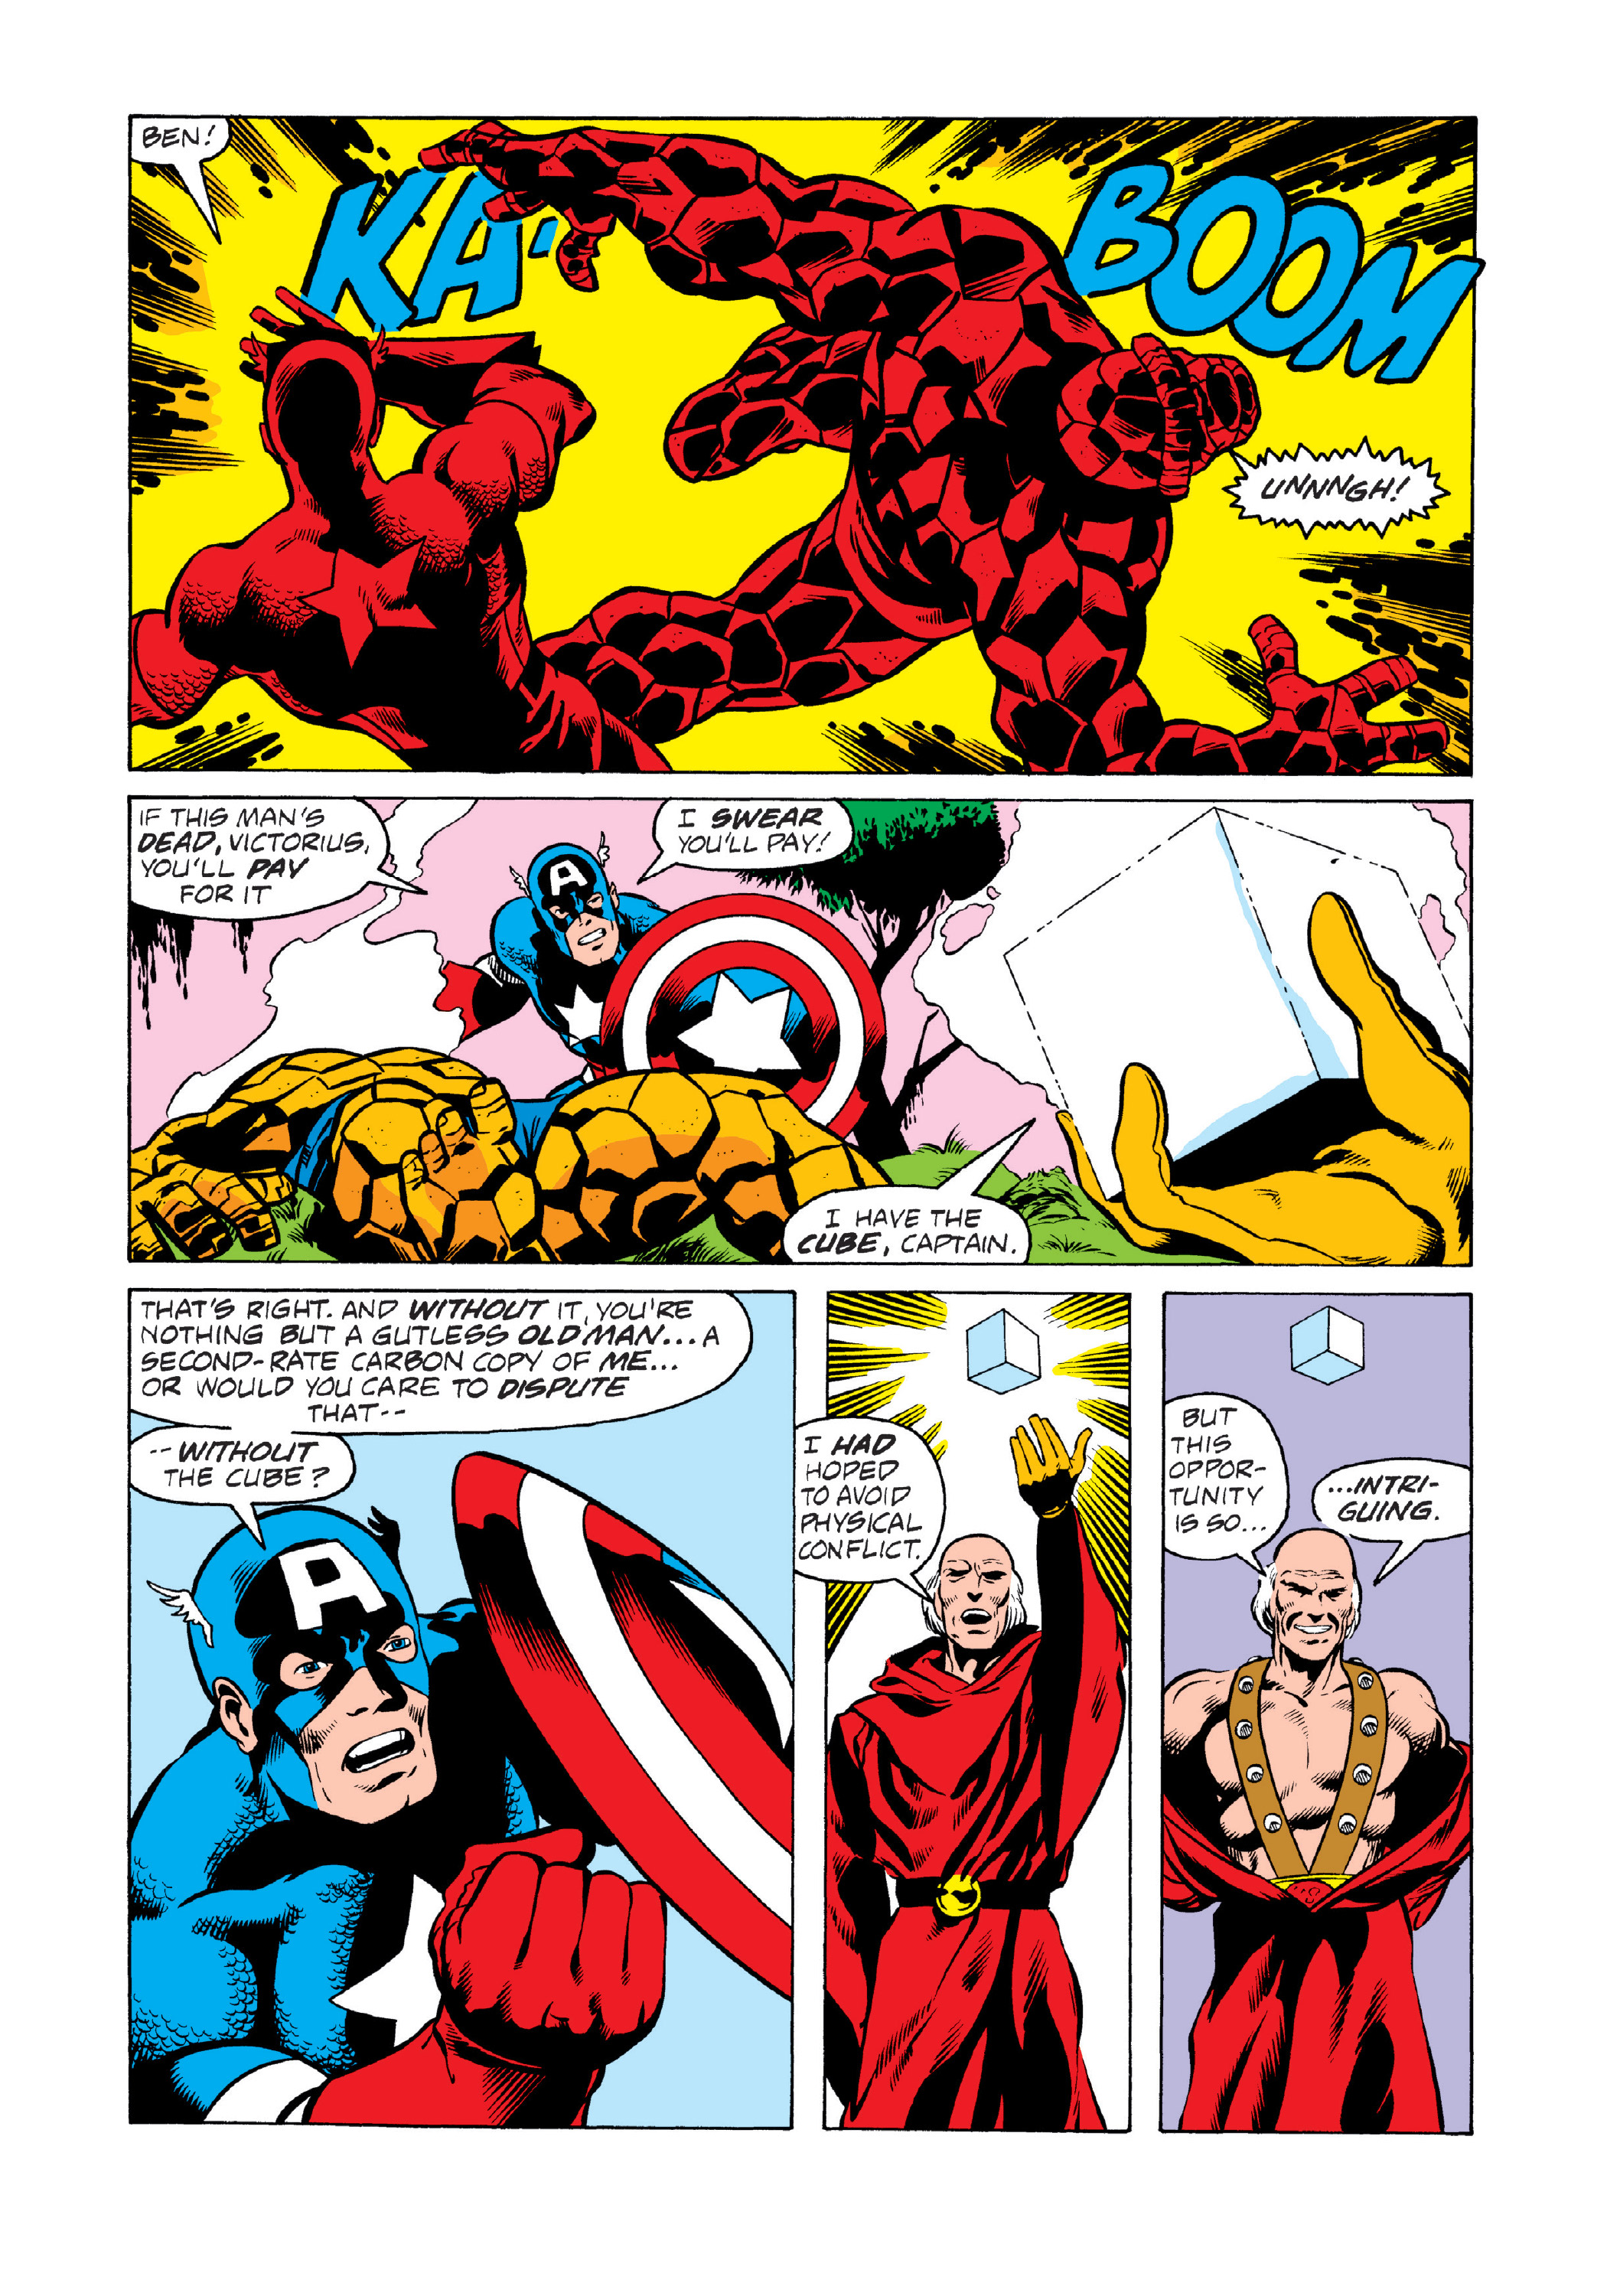 BEN!
KA-
BOOM
UNNNGH!
IF THIS MAN'S
DEAD, VICTORIUS,
YOU'LL PAY
FOR IT
I SWEAR
YOU'LL PAY!
A
I HAVE THE
CUBE, CAPTAIN.
THAT'S RIGHT. AND WITHOUT IT, YOU'RE
NOTHING BUT A GUTLESS OLD MAN... A
SECOND-RATE CARBON COPY OF ME...
OR WOULD YOU CARE TO DISPUTE
THAT--
--WITHOUT
THE CUBE?
A
I HAD
HOPED
TO AVOID
PHYSICAL
CONFLICT.
BUT
THIS
OPPOR-
TUNITY
IS SO...
...INTRI-
GUING.